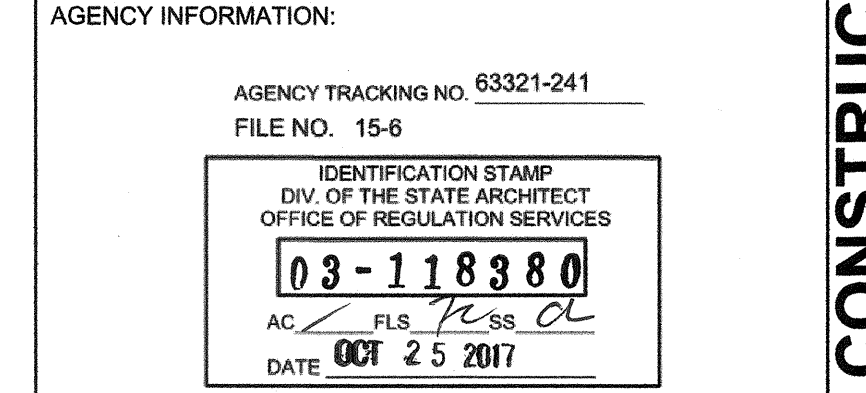 AGENCY INFORMATION:
AGENCY TRACKING NO. 63321-241
FILE NO. 15-6
IDENTIFICATION STAMP
DIV. OF THE STATE ARCHITECT
OFFICE OF REGULATION SERVICES
03-118380
AC FLS SS
DATE OCT 25 2017